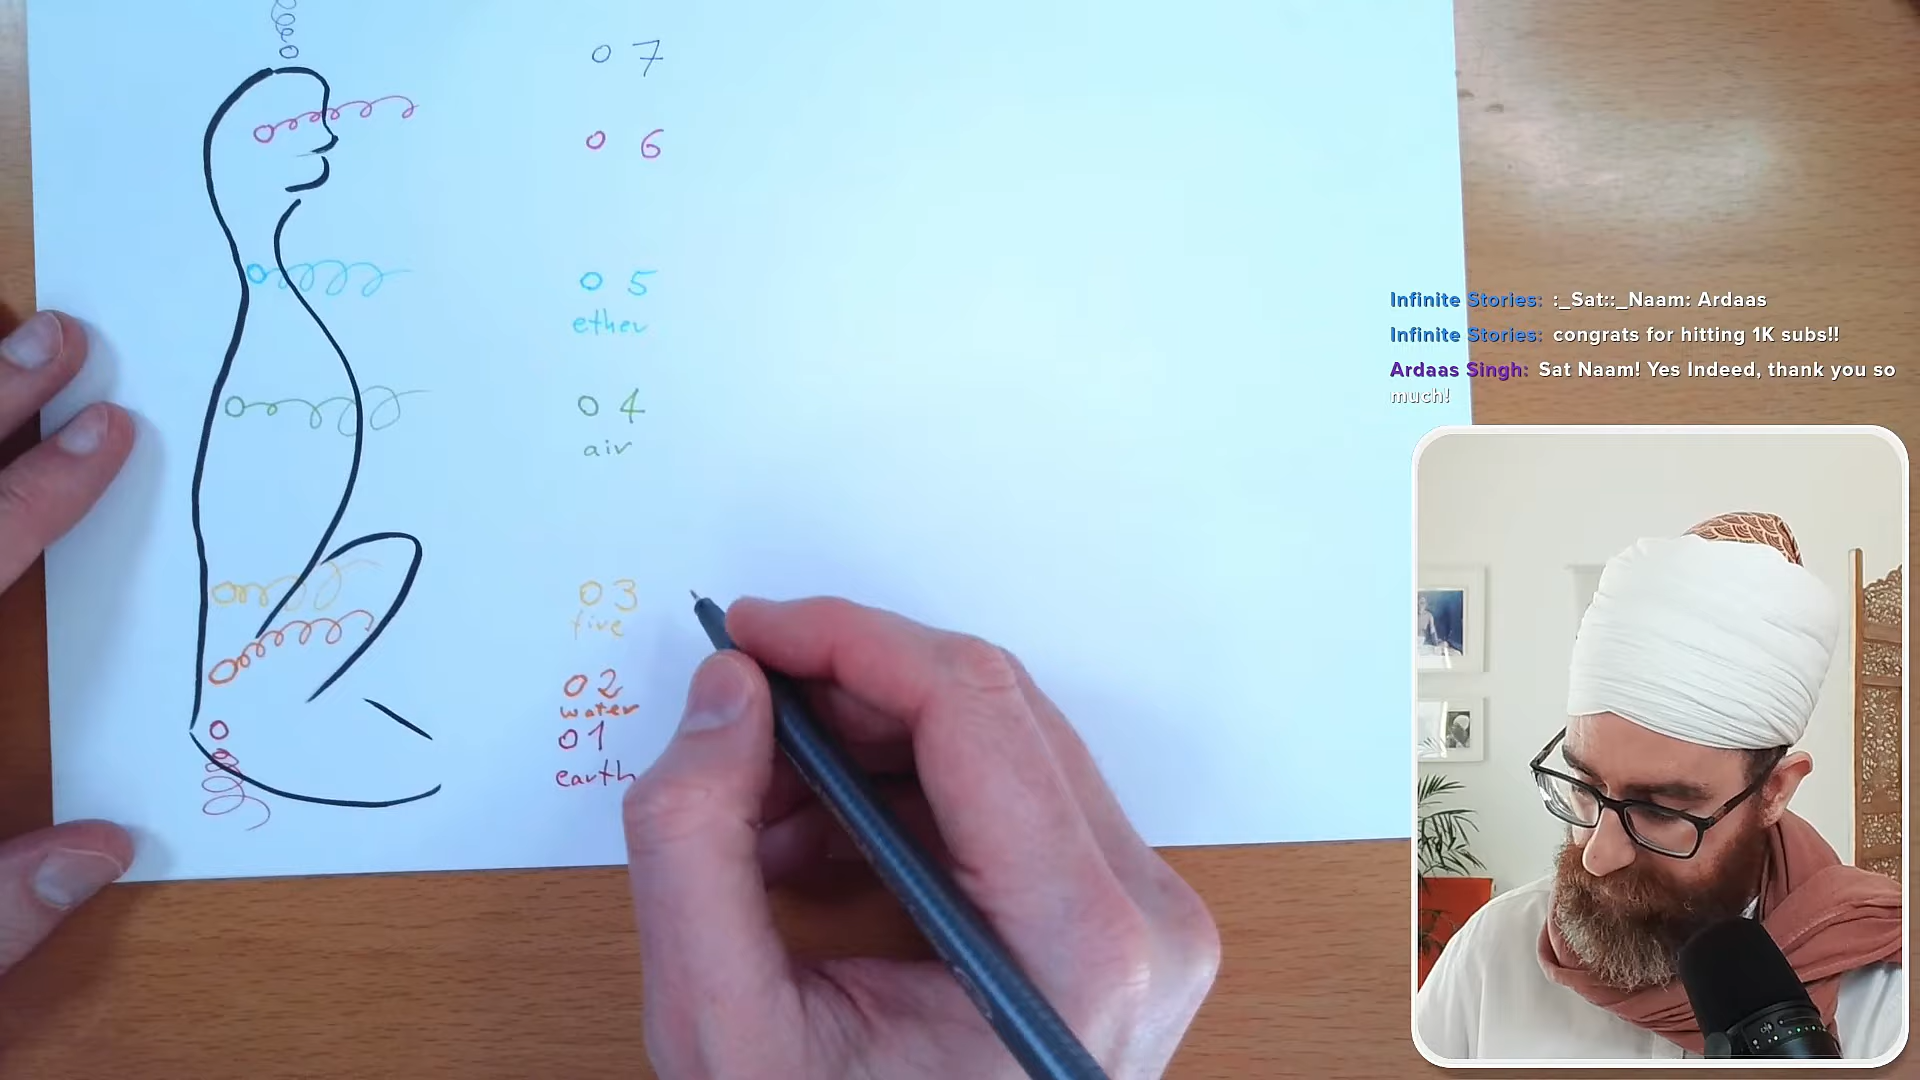 7
6
5
ether
4
air
3
fire
2
water
1
earth
Infinite Stories: :_Sat::_Naam: Ardaas
Infinite Stories: congrats for hitting 1K subs!!
Ardaas Singh: Sat Naam! Yes Indeed, thank you so
much!